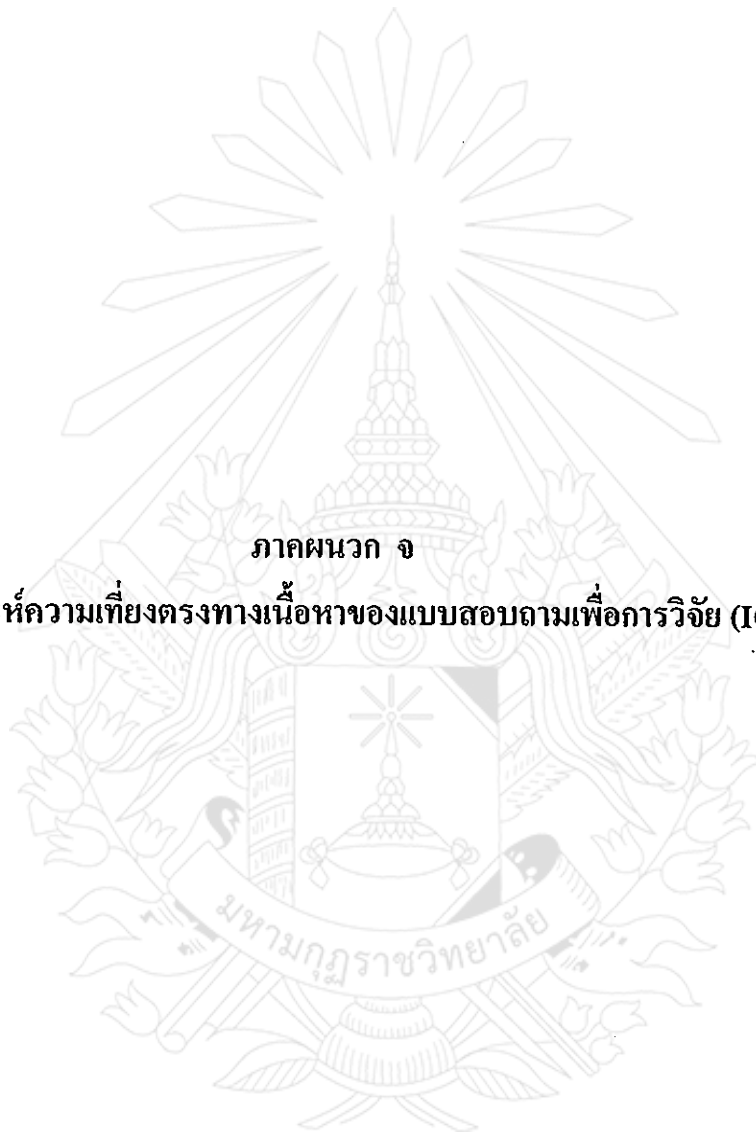 ภาคผนวก จ
ห์ความเที่ยงตรงทางเนื้อหาของแบบสอบถามเพื่อการวิจัย (I
มหามกุฏราชวิทยาลัย